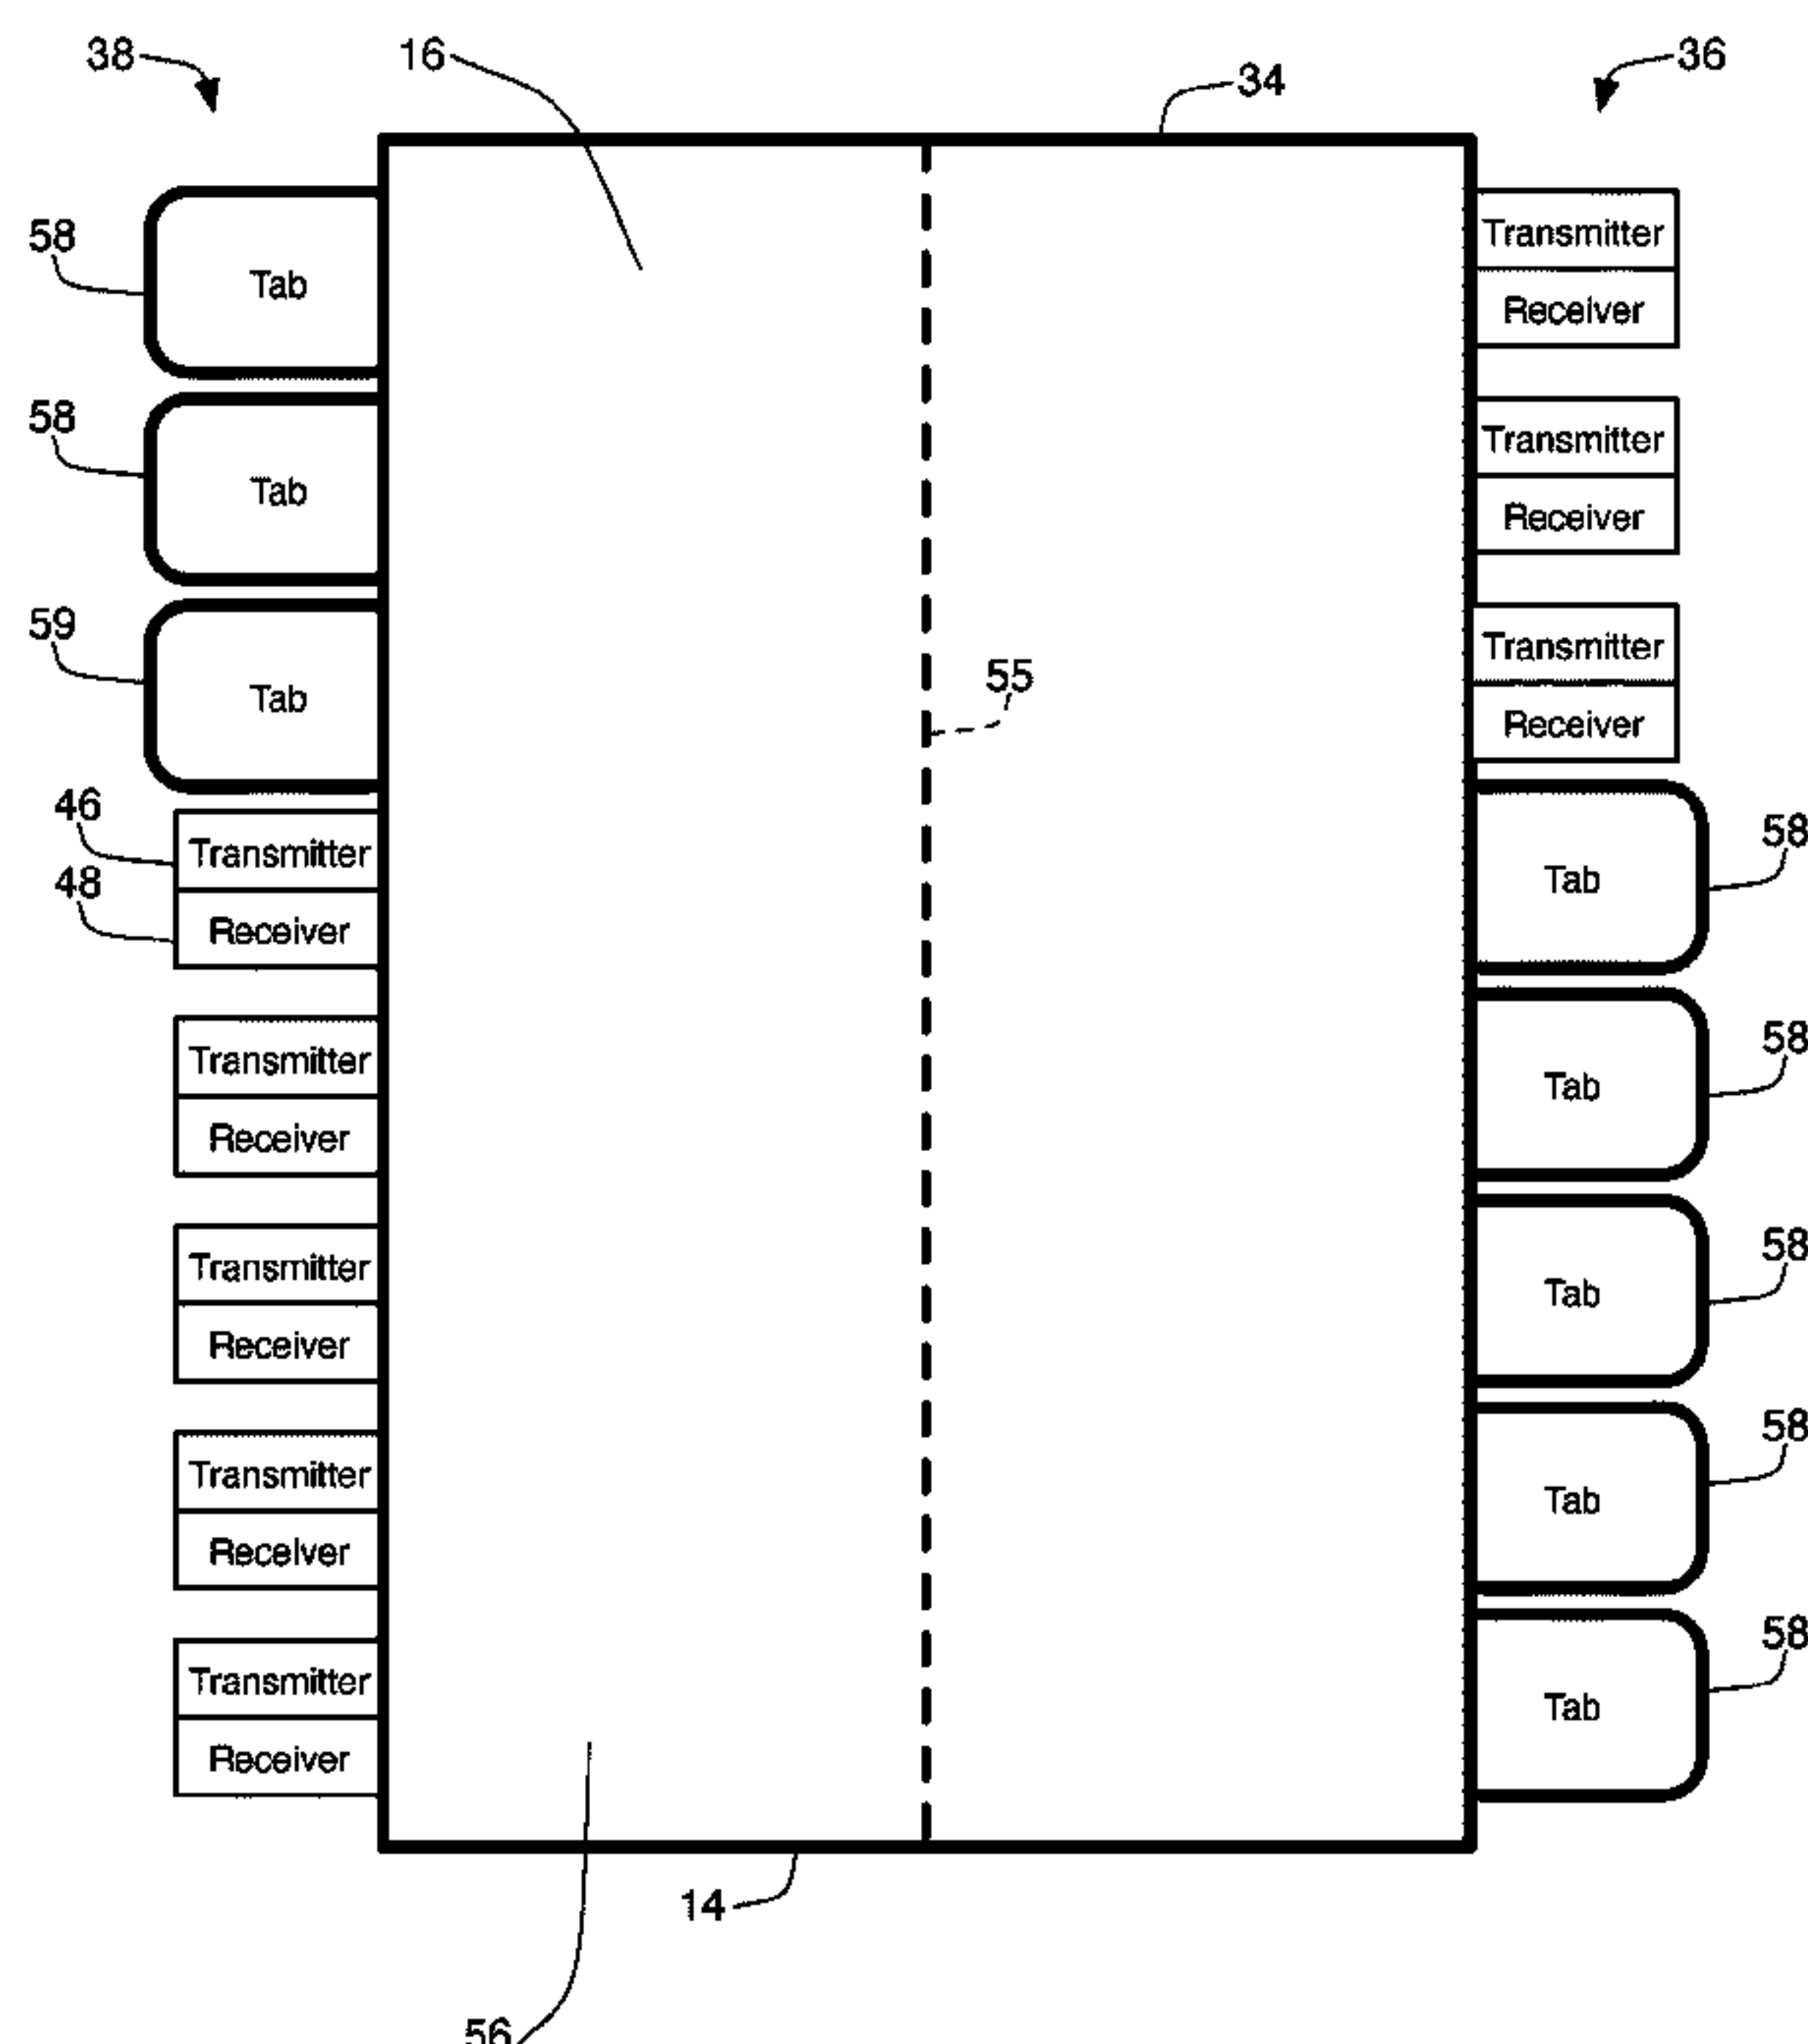 38
16
34
36
58
Tab
Transmitter
Receiver
58
Tab
Transmitter
Receiver
59
Tab
55
Transmitter
Receiver
46
Transmitter
58
Tab
48
Receiver
Transmitter
58
Tab
Receiver
Transmitter
58
Tab
Receiver
Transmitter
58
Tab
Receiver
Transmitter
58
Tab
Receiver
14
56